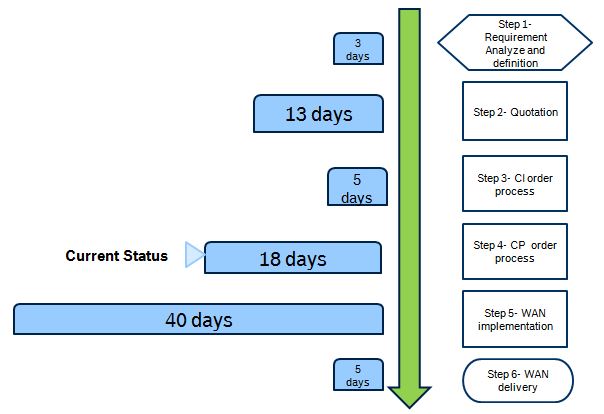 3
days
Step 1-
Requirement
Analyze and
definition
13 days
Step 2- Quotation
5
days
Step 3- CI order
process
Current Status
18 days
Step 4- CP order
process
40 days
Step 5- WAN
implementation
5
days
Step 6- WAN
delivery